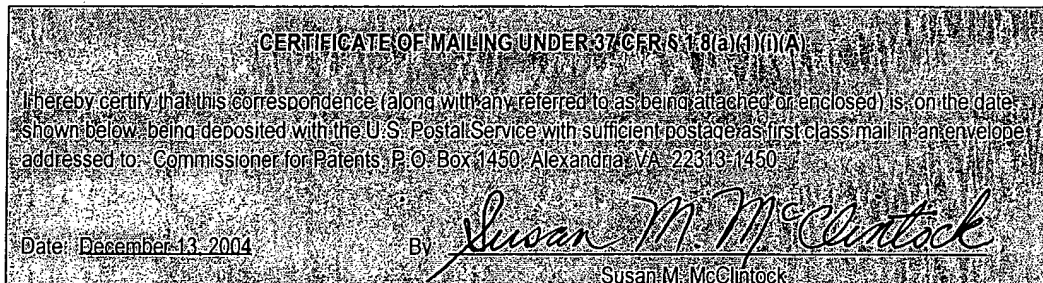 CERTIFICATE OF MAILING UNDER 37 CFR § 1.8(a)(1)(i)(A)
I hereby certify that this correspondence (along with any referred to as being attached or enclosed) is, on the date
shown below, being deposited with the U.S. Postal Service with sufficient postage as first class mail in an envelope
addressed to: Commissioner for Patents, P.O. Box 1450, Alexandria, VA 22313-1450
Date: December 13, 2004 By Susan M. McClintock
Susan M. McClintock